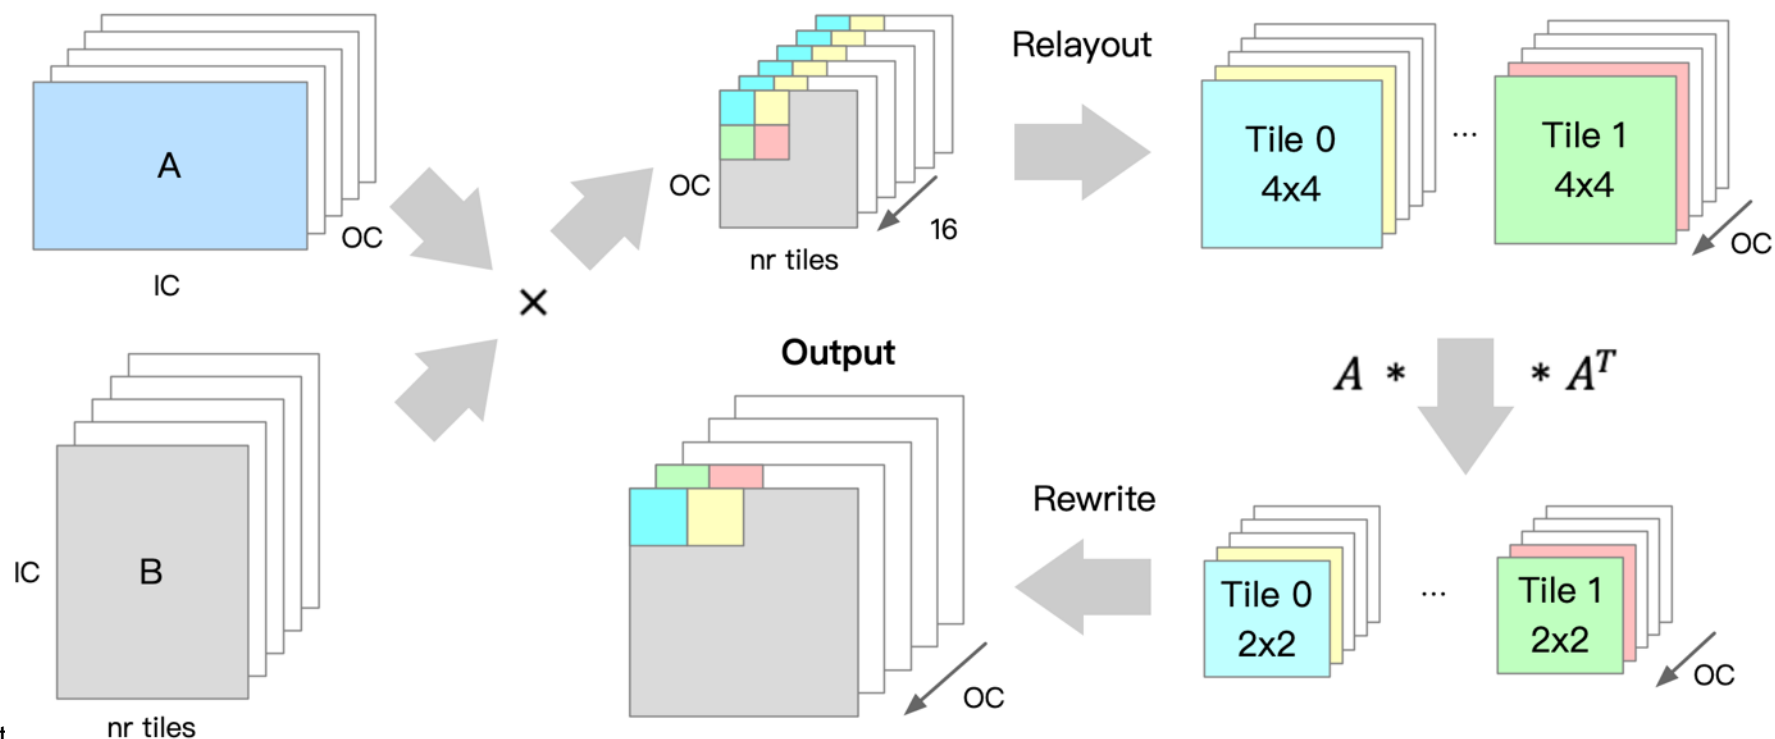 A
OC
IC
B
IC
nr tiles
t
×
OC
16
nr tiles
Relayout
Tile 0
4x4
...
Tile 1
4x4
OC
A *
* Aᵀ
Tile 0
2x2
...
Tile 1
2x2
OC
Rewrite
Output
OC